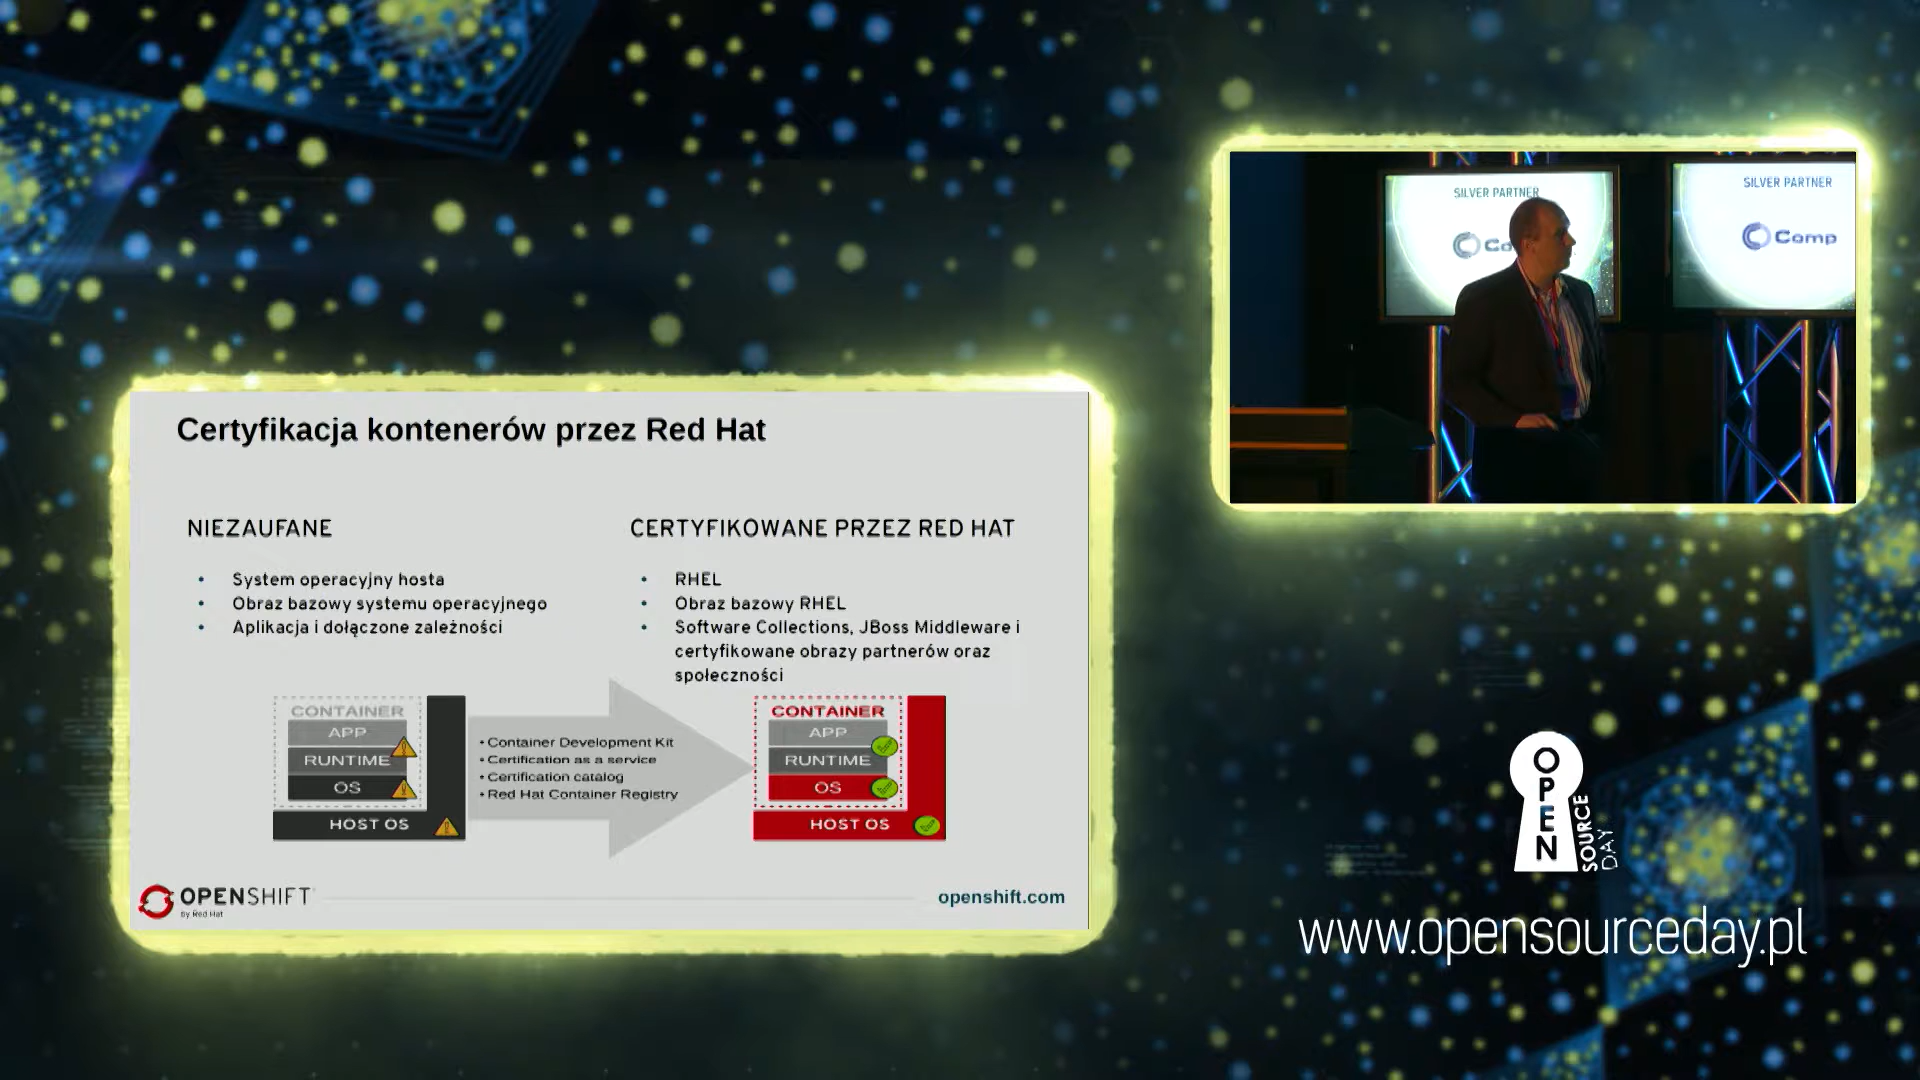 SILVER PARTNER
SILVER PARTNER
Comp
Certyfikacja kontenerów przez Red Hat
NIEZAUFANE
• System operacyjny hosta
• Obraz bazowy systemu operacyjnego
• Aplikacja i dołączone zależności
CERTYFIKOWANE PRZEZ RED HAT
• RHEL
• Obraz bazowy RHEL
• Software Collections, JBoss Middleware i
certyfikowane obrazy partnerów oraz
społeczności
CONTAINER
APP
RUNTIME
OS
HOST OS
• Container Development Kit
• Certification as a service
• Certification catalog
• Red Hat Container Registry
CONTAINER
APP
RUNTIME
OS
HOST OS
OPENSHIFT
by Red Hat
openshift.com
OPEN
SOURCE
DAY
www.opensourceday.pl